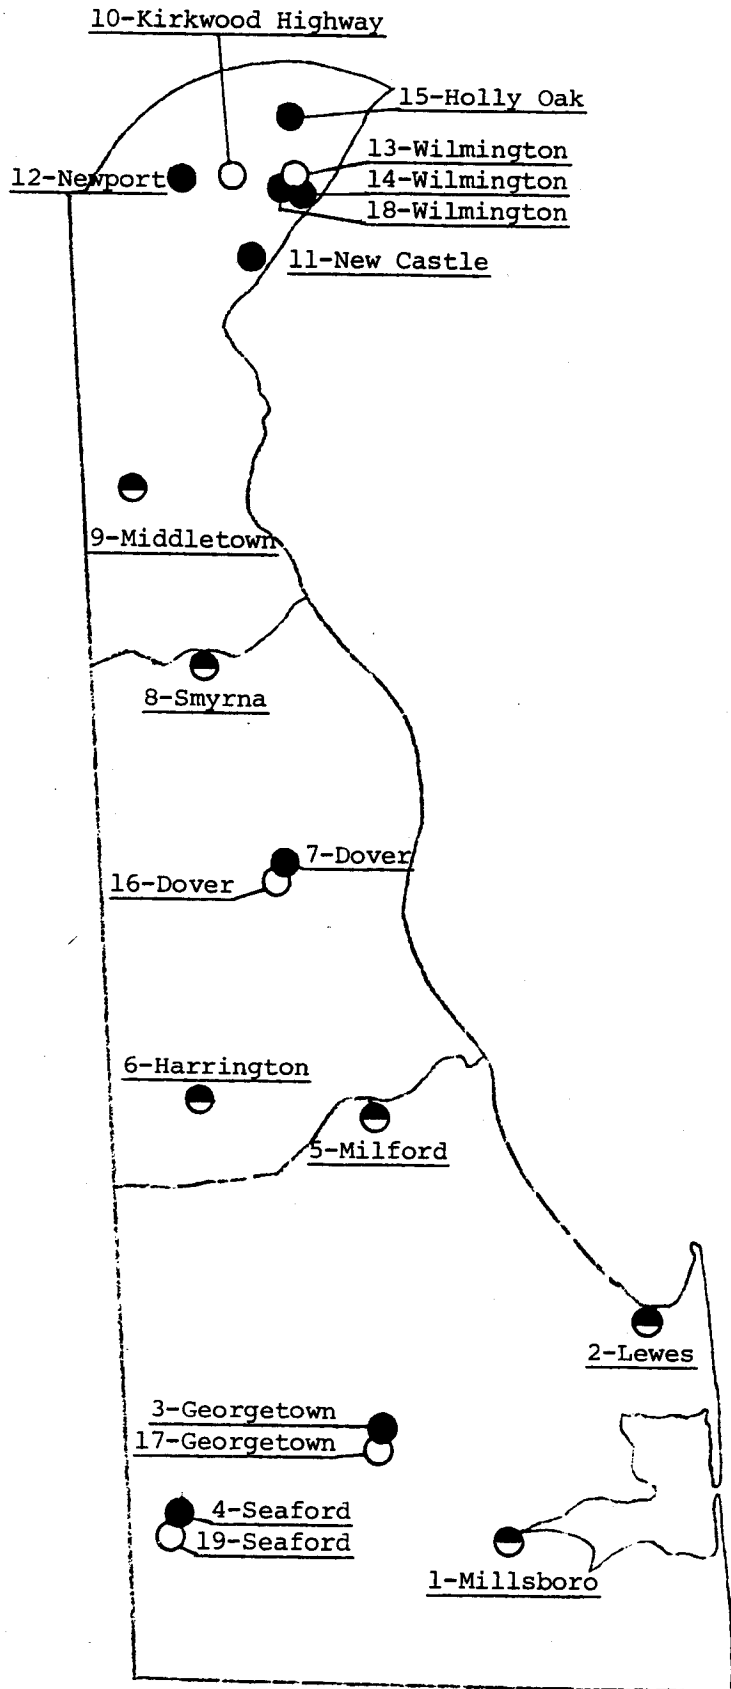 10-Kirkwood Highway
15-Holly Oak
13-Wilmington
12-Newport
14-Wilmington
18-Wilmington
11-New Castle
9-Middletown
8-Smyrna
7-Dover
16-Dover
6-Harrington
5-Milford
2-Lewes
3-Georgetown
17-Georgetown
4-Seaford
19-Seaford
1-Millsboro